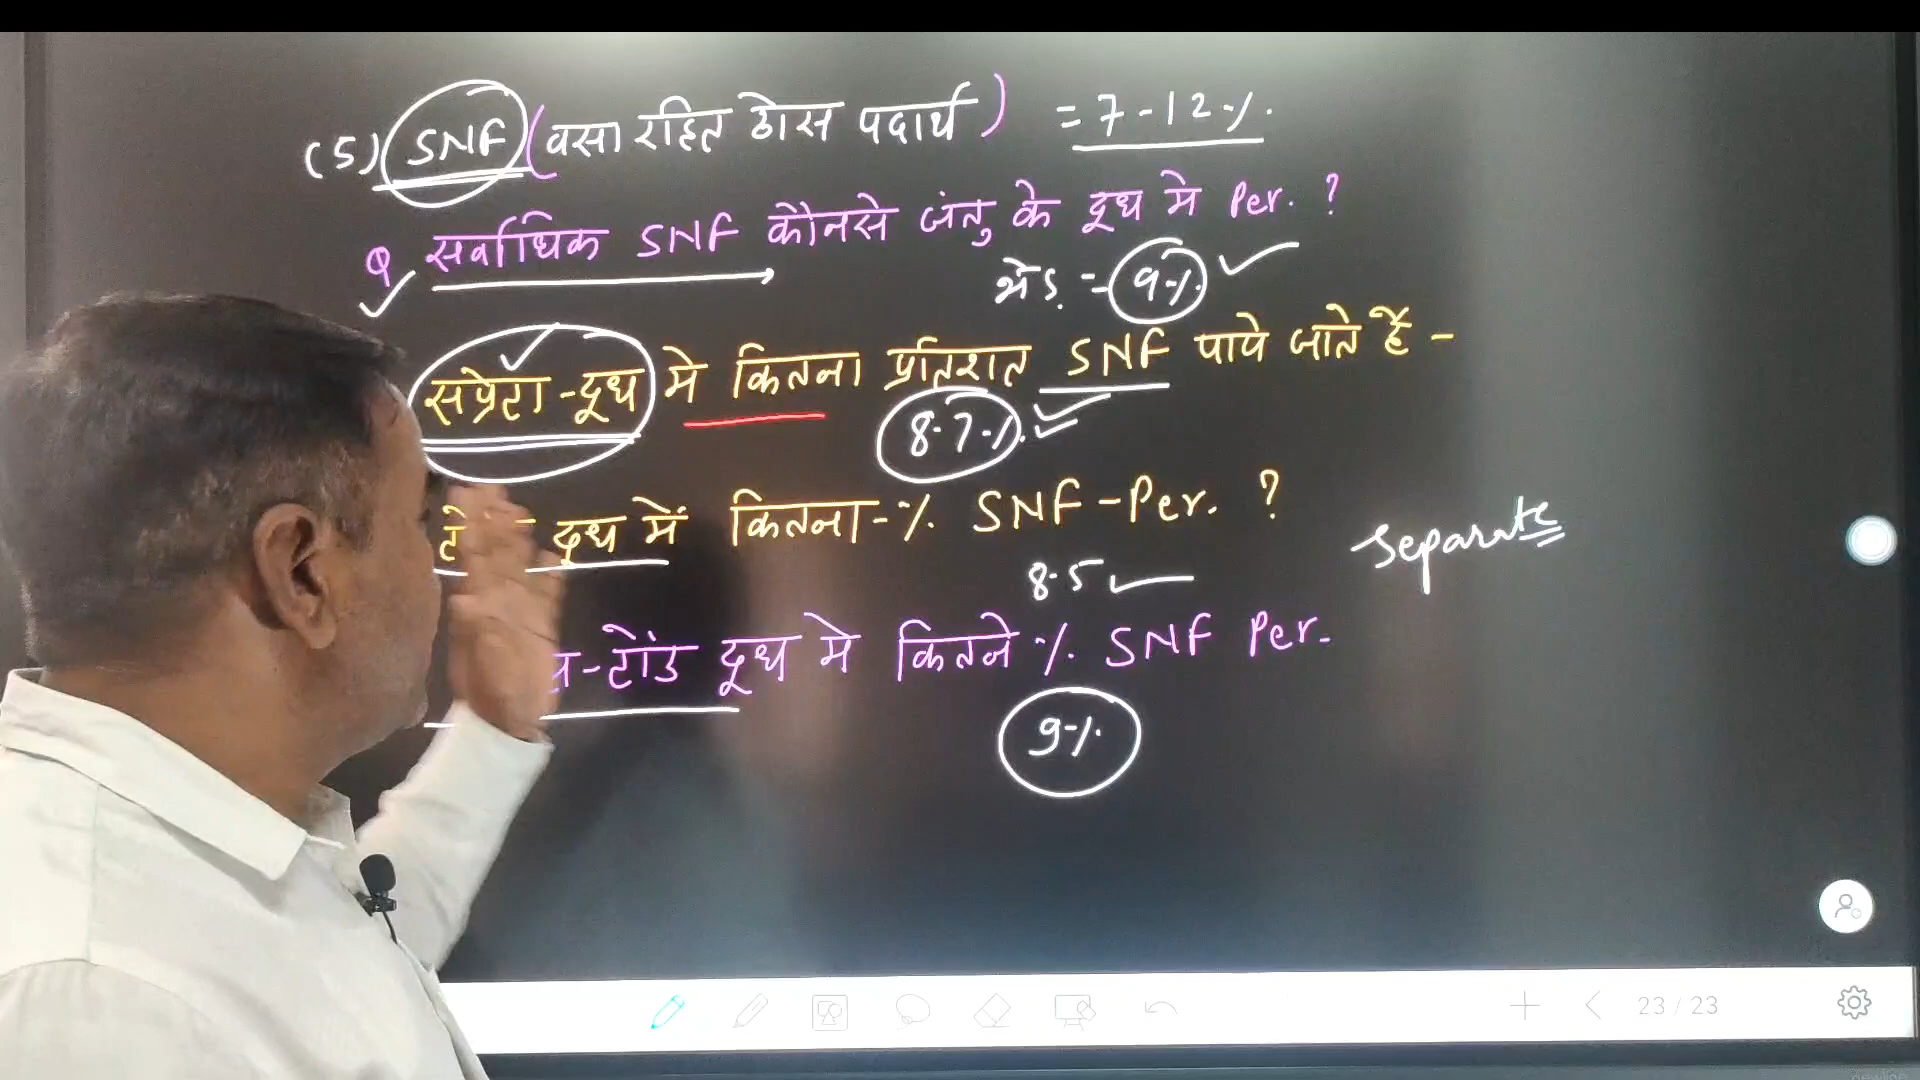 (5) SNF (वसा रहित ठोस पदार्थ) = 7-12%.
Q सर्वाधिक SNF कौनसे जंतु के दूध मे Per. ?
भेड. = 9%.
सप्रेटा-दूध मे कितना प्रतिशत SNF पाये जाते हैं -
8.7%.
दूध में कितना-% SNF-Per. ?
Separate
8.5
-टोंड दूध मे कितने % SNF Per.
9%.
23 / 23